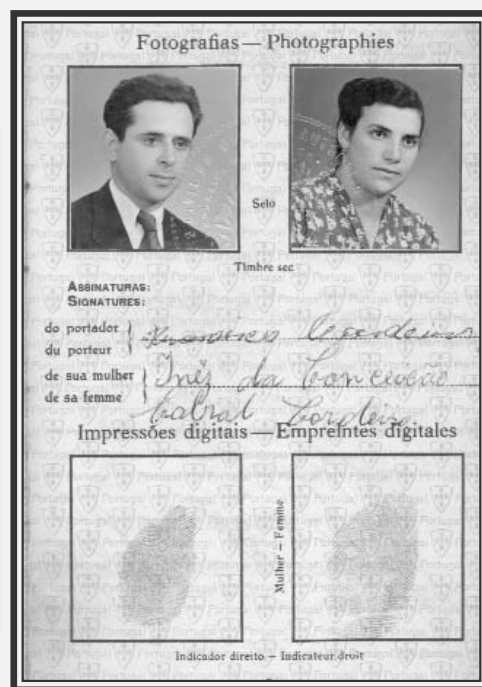 Fotografias — Photographies
Selo
Timbre sec
ASSINATURAS:
SIGNATURES:
do portador
du porteur
de sua mulher
de sa femme
Inês da Conceição
Cabral Cordeiro
Impressões digitais — Empreintes digitales
Mulher – Femme
Indicador direito – Indicateur droit